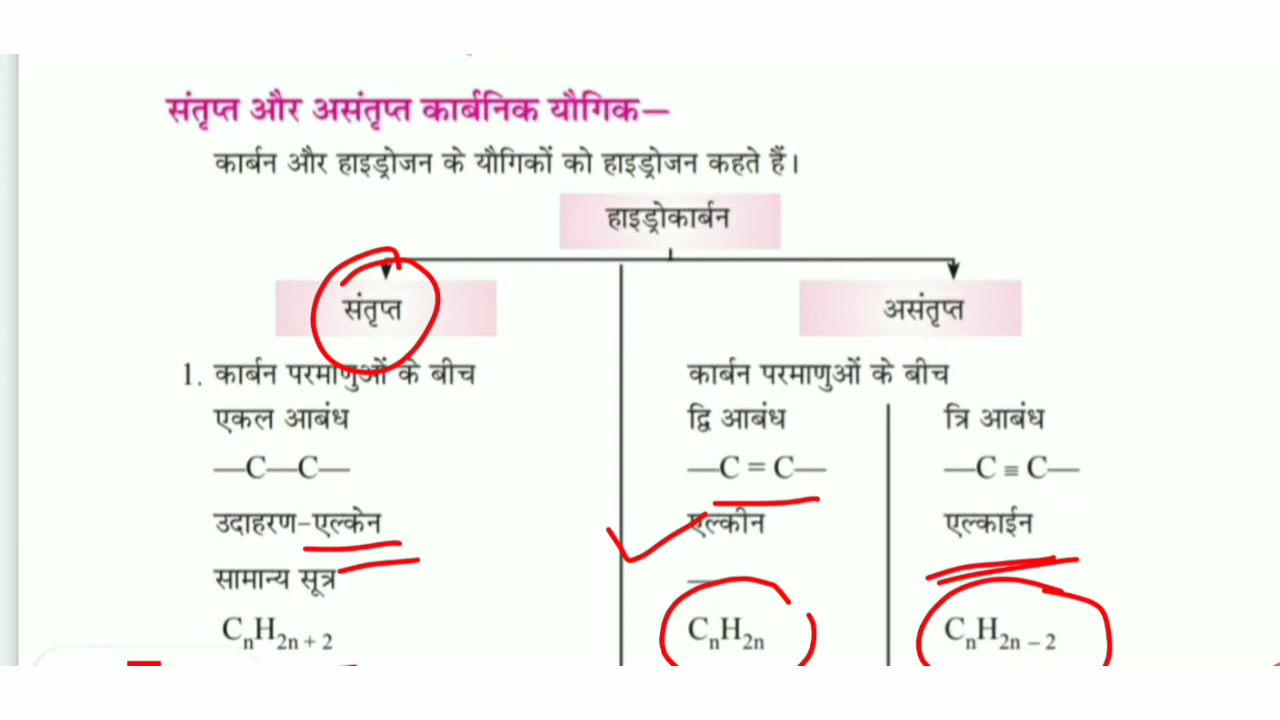 संतृप्त और असंतृप्त कार्बनिक यौगिक—
कार्बन और हाइड्रोजन के यौगिकों को हाइड्रोजन कहते हैं।
हाइड्रोकार्बन
संतृप्त
असंतृप्त
1. कार्बन परमाणुओं के बीच
एकल आबंध
—C—C—
उदाहरण-एल्केन
सामान्य सूत्र
CₙH₂ₙ₊₂
कार्बन परमाणुओं के बीच
द्वि आबंध
—C = C—
एल्कीन
—
CₙH₂ₙ
त्रि आबंध
—C ≡ C—
एल्काईन
CₙH₂ₙ₋₂